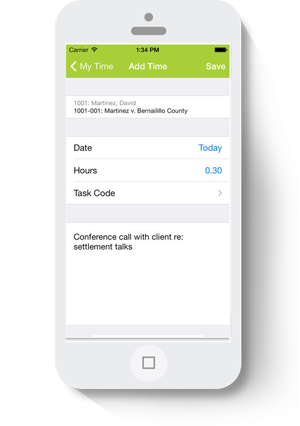 Carrier 1:34 PM
My Time Add Time Save
1001: Martinez, David
1001-001: Martinez v. Bernalillo County
Date Today
Hours 0.30
Task Code
Conference call with client re:
settlement talks